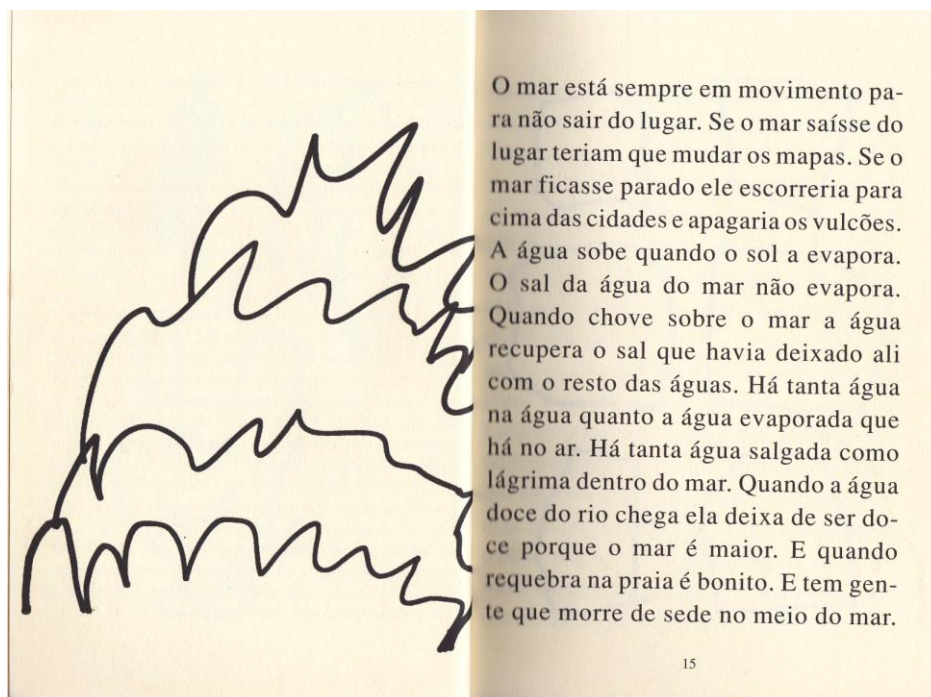 O mar está sempre em movimento pa-
ra não sair do lugar. Se o mar saísse do
lugar teriam que mudar os mapas. Se o
mar ficasse parado ele escorreria para
cima das cidades e apagaria os vulcões.
A água sobe quando o sol a evapora.
O sal da água do mar não evapora.
Quando chove sobre o mar a água
recupera o sal que havia deixado ali
com o resto das águas. Há tanta água
na água quanto a água evaporada que
há no ar. Há tanta água salgada como
lágrima dentro do mar. Quando a água
doce do rio chega ela deixa de ser do-
ce porque o mar é maior. E quando
requebra na praia é bonito. E tem gen-
te que morre de sede no meio do mar.
15